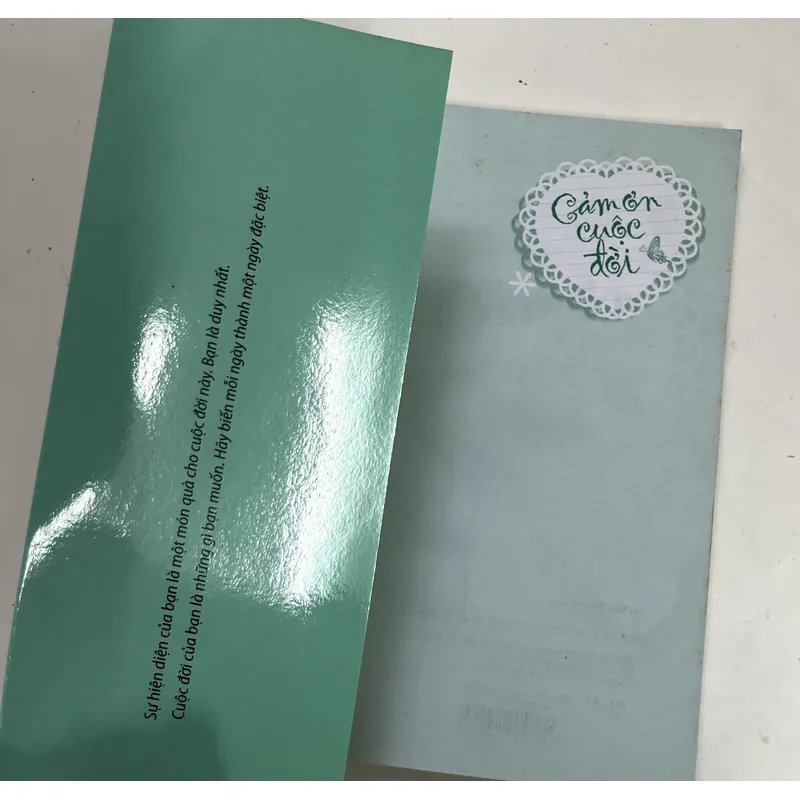 Sự hiện diện của bạn là một món quà cho cuộc đời này. Bạn là duy nhất.
Cuộc đời của bạn là những gì bạn muốn. Hãy biến mỗi ngày thành một ngày đặc biệt.
Cảm ơn
cuộc
đời